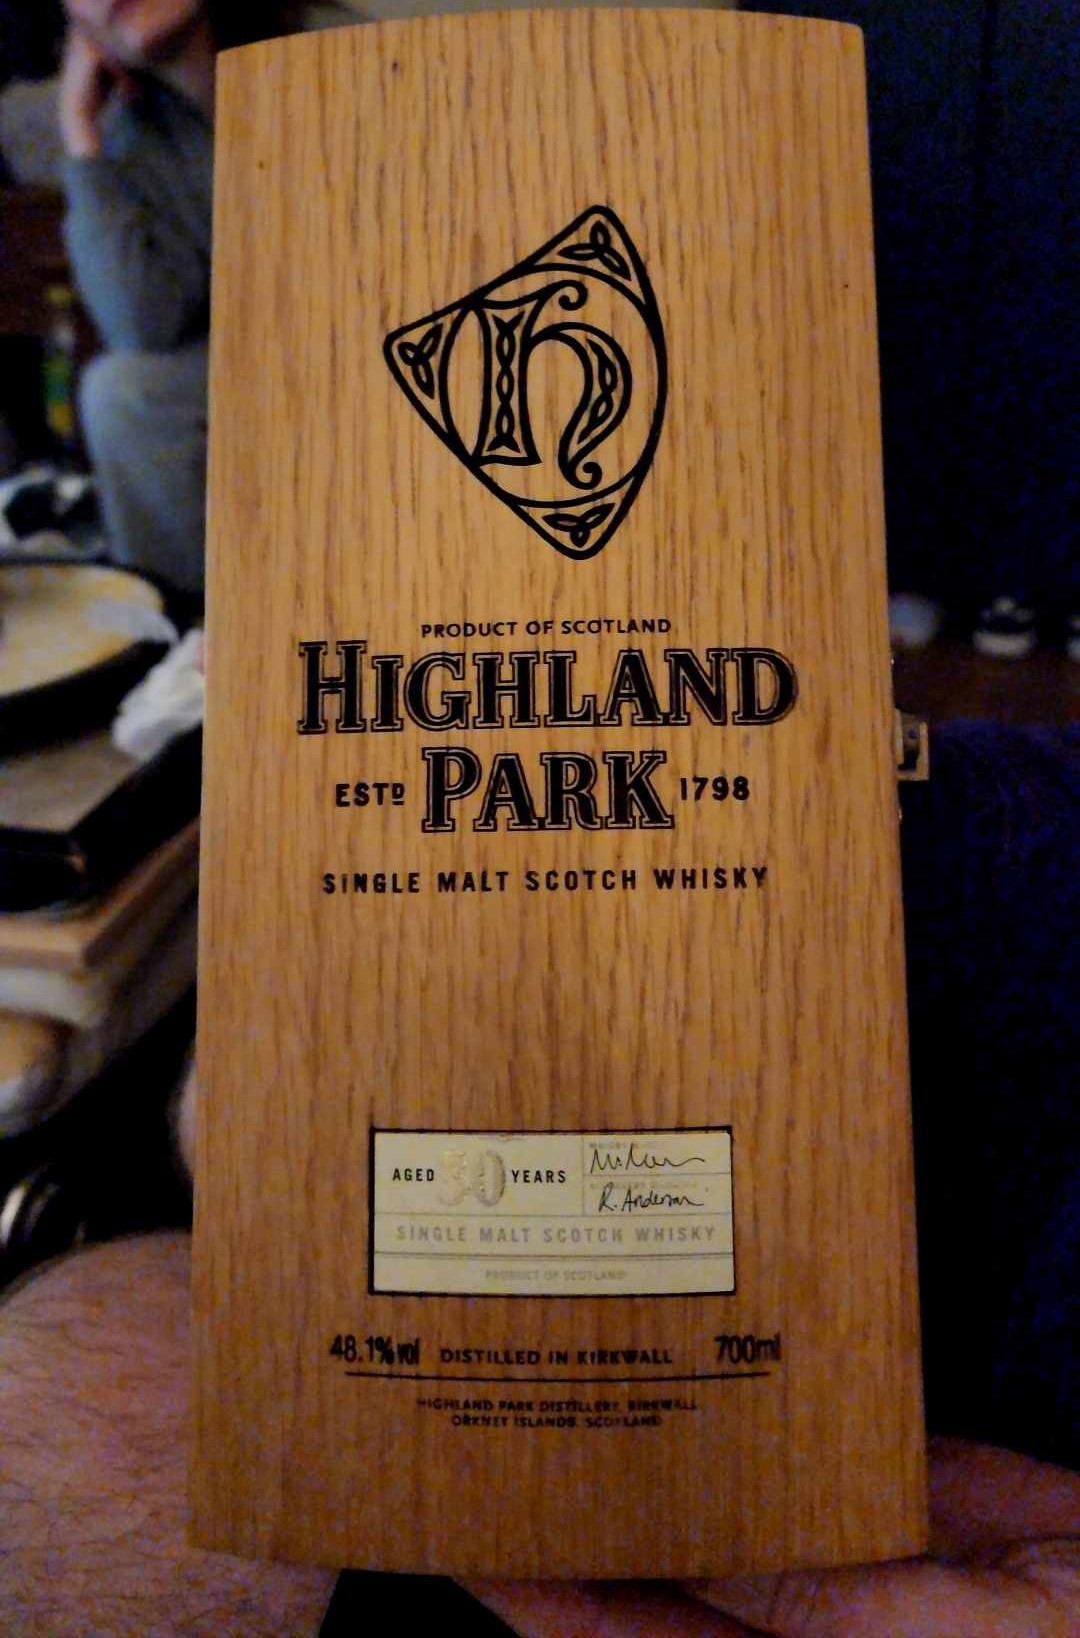 PRODUCT OF SCOTLAND
HIGHLAND
ESTD PARK 1798
SINGLE MALT SCOTCH WHISKY
AGED 30 YEARS
R. Anderson
SINGLE MALT SCOTCH WHISKY
PRODUCT OF SCOTLAND
48.1% vol DISTILLED IN KIRKWALL 700ml
HIGHLAND PARK DISTILLERY, KIRKWALL
ORKNEY ISLANDS, SCOTLAND